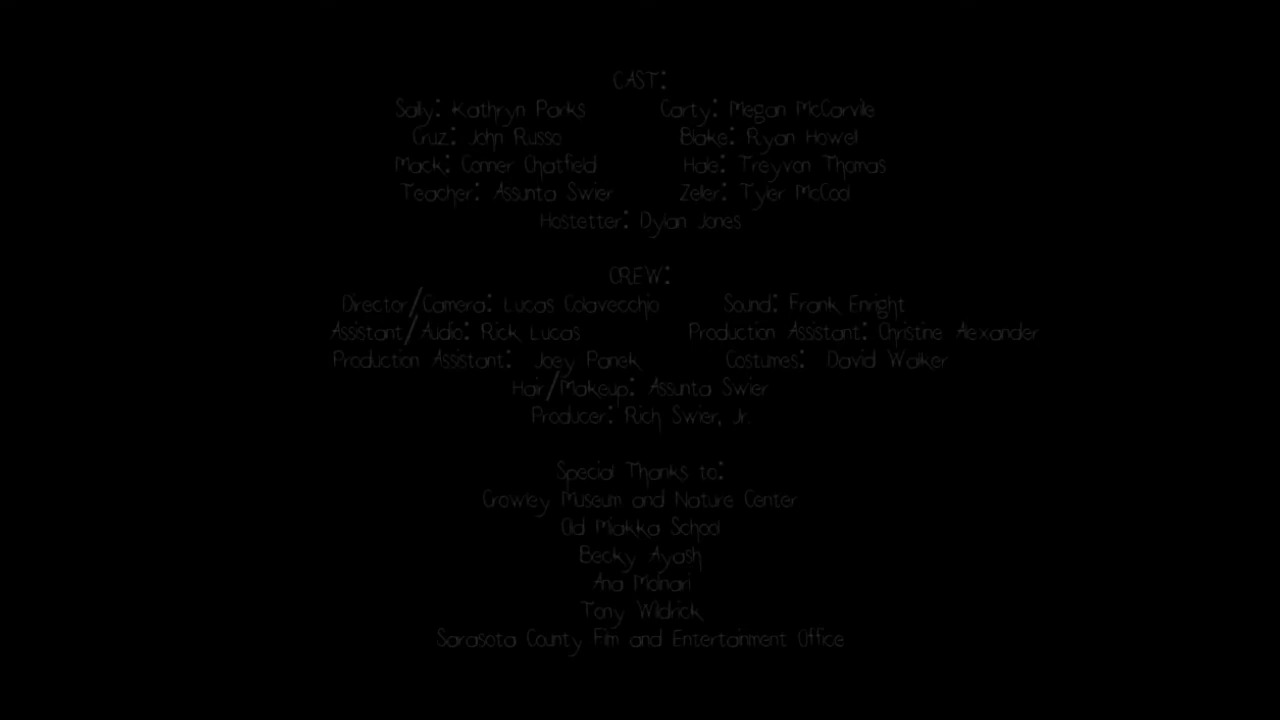 CAST:
Sally: Kathryn Parks Carty: Megan McCarville
Cruz: John Russo Blake: Ryan Howell
Mack: Conner Chatfield Hale: Treyvon Thomas
Teacher: Assunta Swier Zeller: Tyler McCool
Hostetter: Dylan Jones
CREW:
Director/Camera: Lucas Colavecchio Sound: Frank Enright
Assistant/Audio: Rick Lucas Production Assistant: Christine Alexander
Production Assistant: Joey Panek Costumes: David Walker
Hair/Makeup: Assunta Swier
Producer: Rich Swier, Jr.
Special Thanks to:
Crowley Museum and Nature Center
Old Miakka School
Becky Ayash
Ana Molinari
Tony Wildrick
Sarasota County Film and Entertainment Office